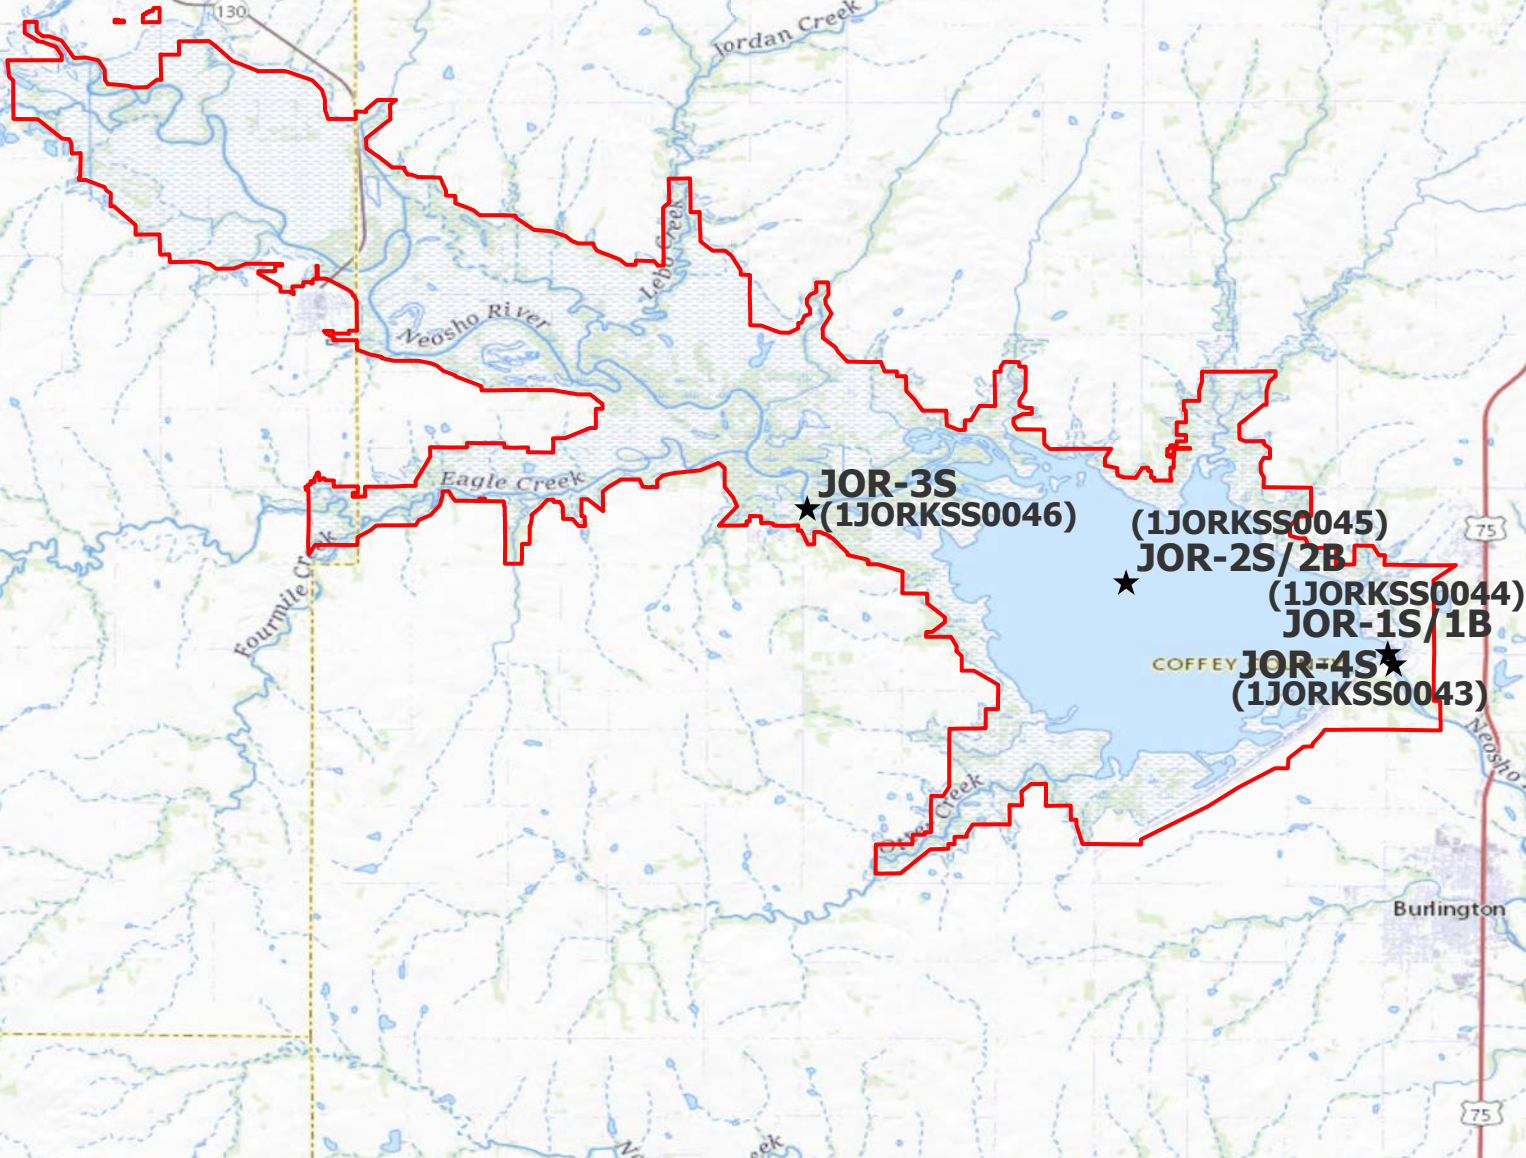 130
Jordan Creek
Lebo Creek
Neosho River
Eagle Creek
JOR-3S
(1JORKSS0046)
(1JORKSS0045)
JOR-2S/2B
75
Fourmile Creek
(1JORKSS0044)
JOR-1S/1B
COFFEY
JOR-4S
(1JORKSS0043)
Neosho
Otter Creek
Burlington
75